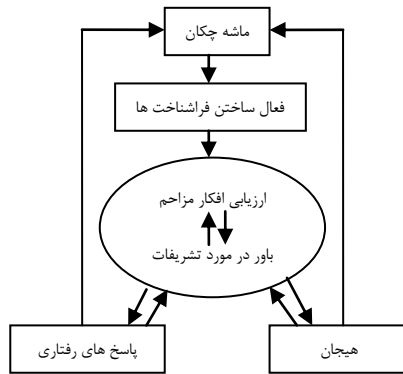 ماشه چکان
فعال ساختن فراشناخت ها
ارزیابی افکار مزاحم
باور در مورد تشریفات
پاسخ های رفتاری
هیجان